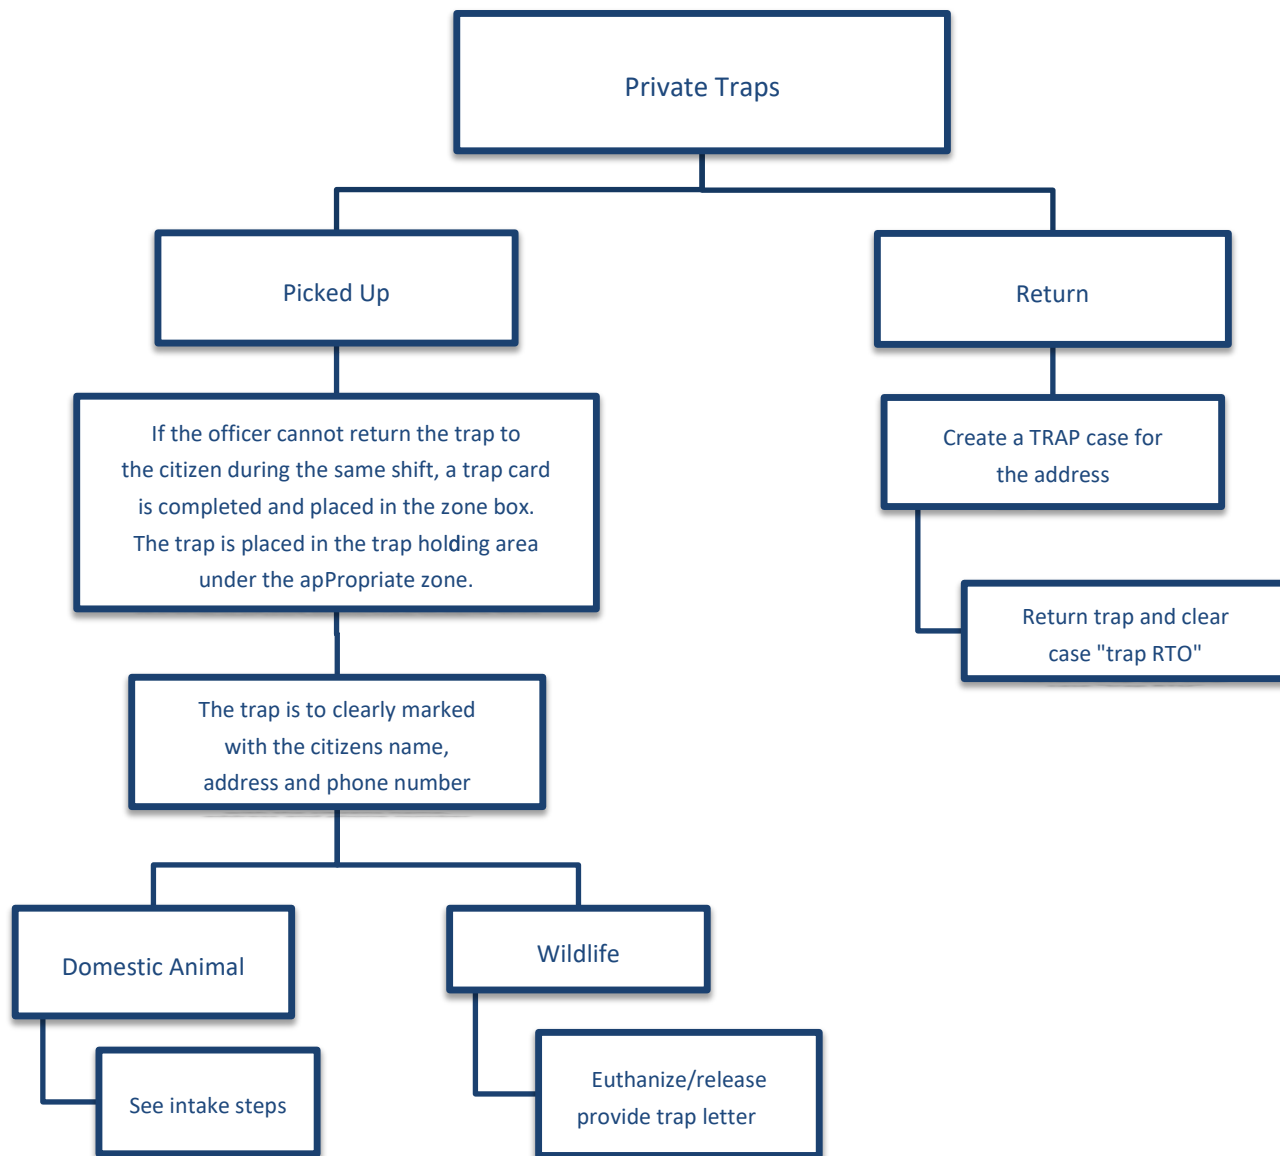 Private Traps
Picked Up
Return
If the officer cannot return the trap to
the citizen during the same shift, a trap card
is completed and placed in the zone box.
The trap is placed in the trap holding area
under the apPropriate zone.
Create a TRAP case for
the address
Return trap and clear
case "trap RTO"
The trap is to clearly marked
with the citizens name,
address and phone number
Domestic Animal
Wildlife
See intake steps
Euthanize/release
provide trap letter